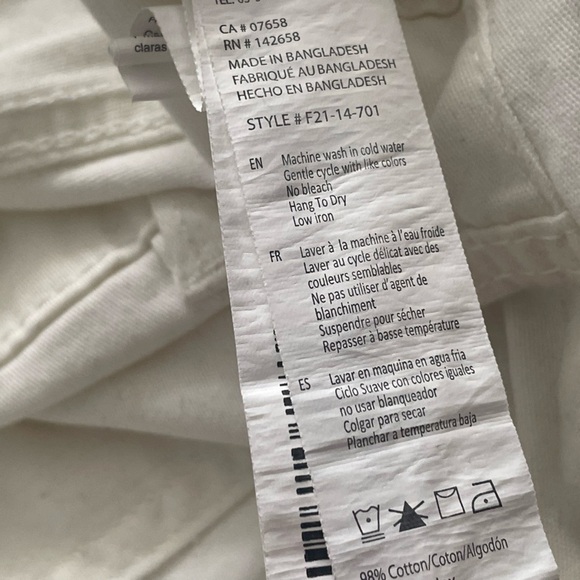 CA # 07658
RN # 142658
MADE IN BANGLADESH
FABRIQUÉ AU BANGLADESH
HECHO EN BANGLADESH
STYLE # F21-14-701
EN Machine wash in cold water
Gentle cycle with like colors
No bleach
Hang To Dry
Low iron
FR Laver à la machine à l'eau froide
Laver au cycle délicat avec des
couleurs semblables
Ne pas utiliser d'agent de
blanchiment
Suspendre pour sécher
Repasser à basse température
ES Lavar en maquina en agua fria
Ciclo Suave con colores iguales
no usar blanqueador
Colgar para secar
Planchar a temperatura baja
98% Cotton/Coton/Algodón
claras